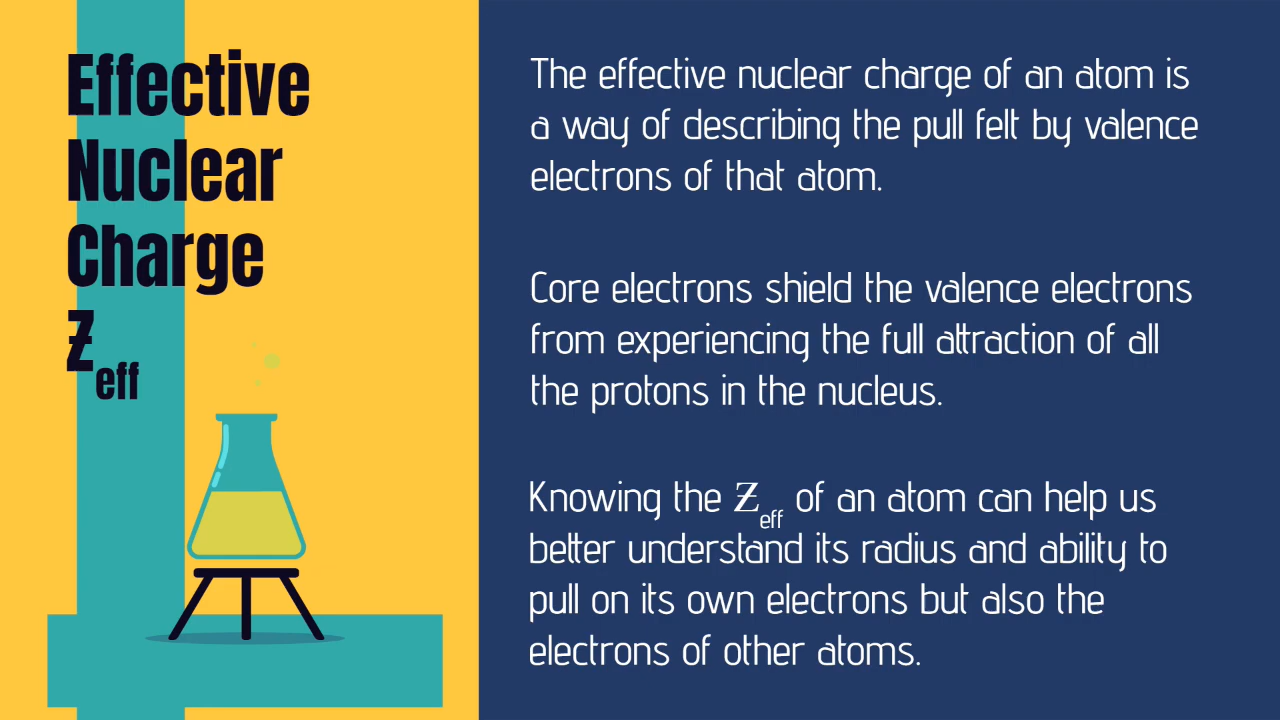 Effective
Nuclear
Charge
Ƶeff
The effective nuclear charge of an atom is
a way of describing the pull felt by valence
electrons of that atom.
Core electrons shield the valence electrons
from experiencing the full attraction of all
the protons in the nucleus.
Knowing the Ƶeff of an atom can help us
better understand its radius and ability to
pull on its own electrons but also the
electrons of other atoms.